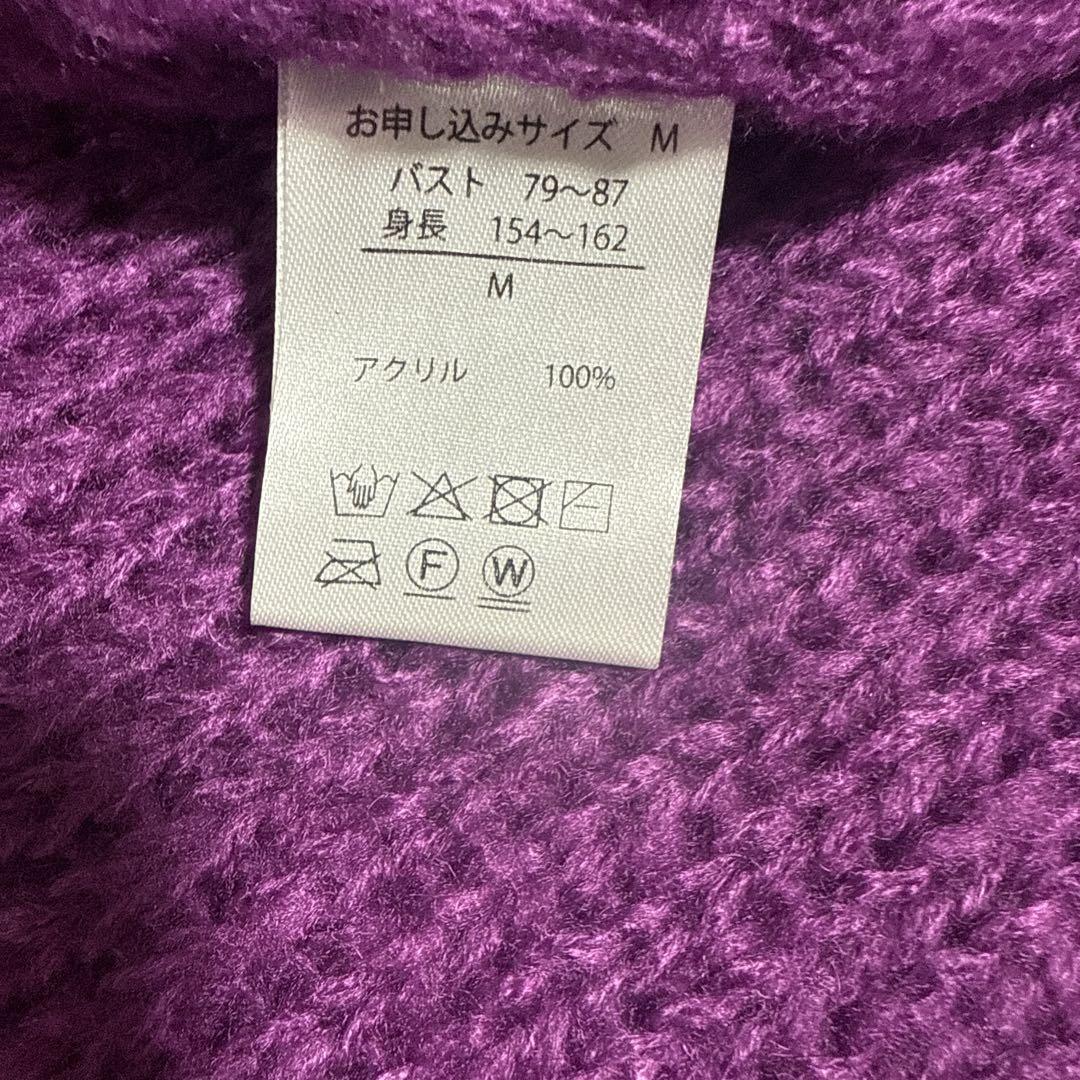 お申し込みサイズ M
バスト 79〜87
身長 154〜162
M
アクリル 100%
F W